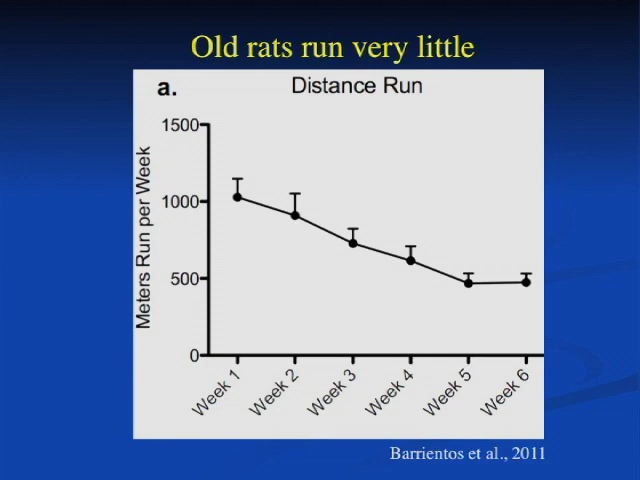 Old rats run very little
a.
Distance Run
Meters Run per Week
1500
1000
500
0
Week 1
Week 2
Week 3
Week 4
Week 5
Week 6
Barrientos et al., 2011